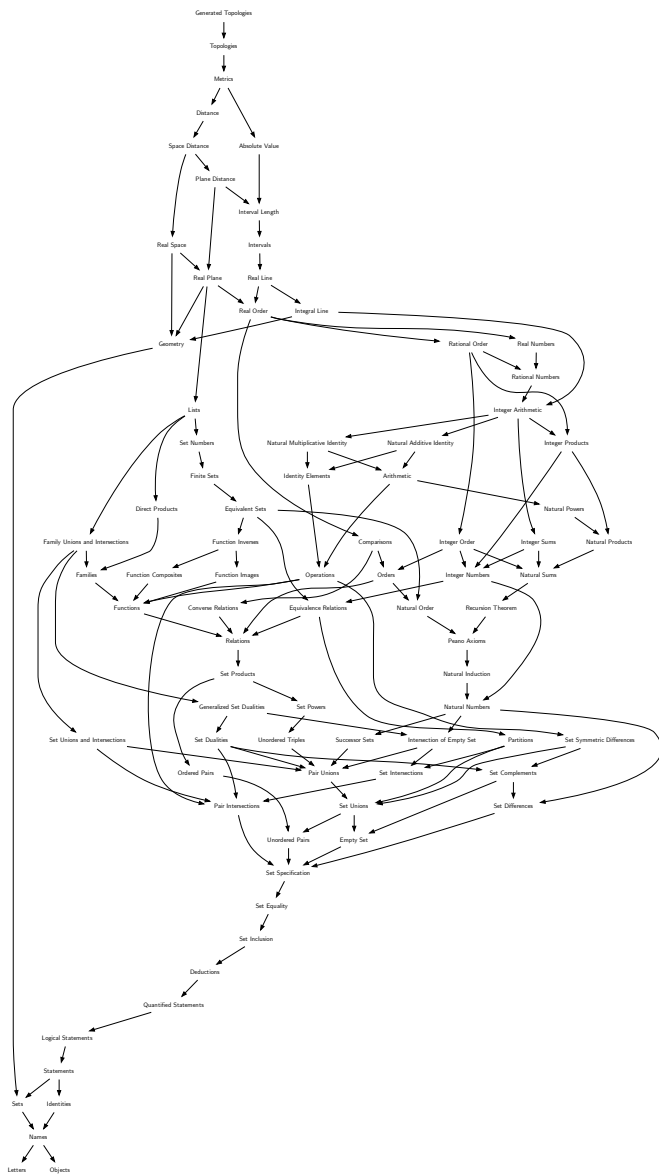 Generated Topologies
Topologies
Metrics
Distance
Space Distance
Absolute Value
Plane Distance
Interval Length
Real Space
Intervals
Real Plane
Real Line
Real Order
Integral Line
Geometry
Rational Order
Real Numbers
Rational Numbers
Lists
Integer Arithmetic
Set Numbers
Natural Multiplicative Identity
Natural Additive Identity
Integer Products
Finite Sets
Identity Elements
Arithmetic
Direct Products
Equivalent Sets
Natural Powers
Family Unions and Intersections
Function Inverses
Comparisons
Integer Order
Integer Sums
Natural Products
Families
Function Composites
Function Images
Operations
Orders
Integer Numbers
Natural Sums
Functions
Converse Relations
Equivalence Relations
Natural Order
Recursion Theorem
Relations
Peano Axioms
Set Products
Natural Induction
Generalized Set Dualities
Set Powers
Natural Numbers
Set Unions and Intersections
Set Dualities
Unordered Triples
Successor Sets
Intersection of Empty Set
Partitions
Set Symmetric Differences
Ordered Pairs
Pair Unions
Set Intersections
Set Complements
Pair Intersections
Set Unions
Set Differences
Unordered Pairs
Empty Set
Set Specification
Set Equality
Set Inclusion
Deductions
Quantified Statements
Logical Statements
Statements
Sets
Identities
Names
Letters
Objects